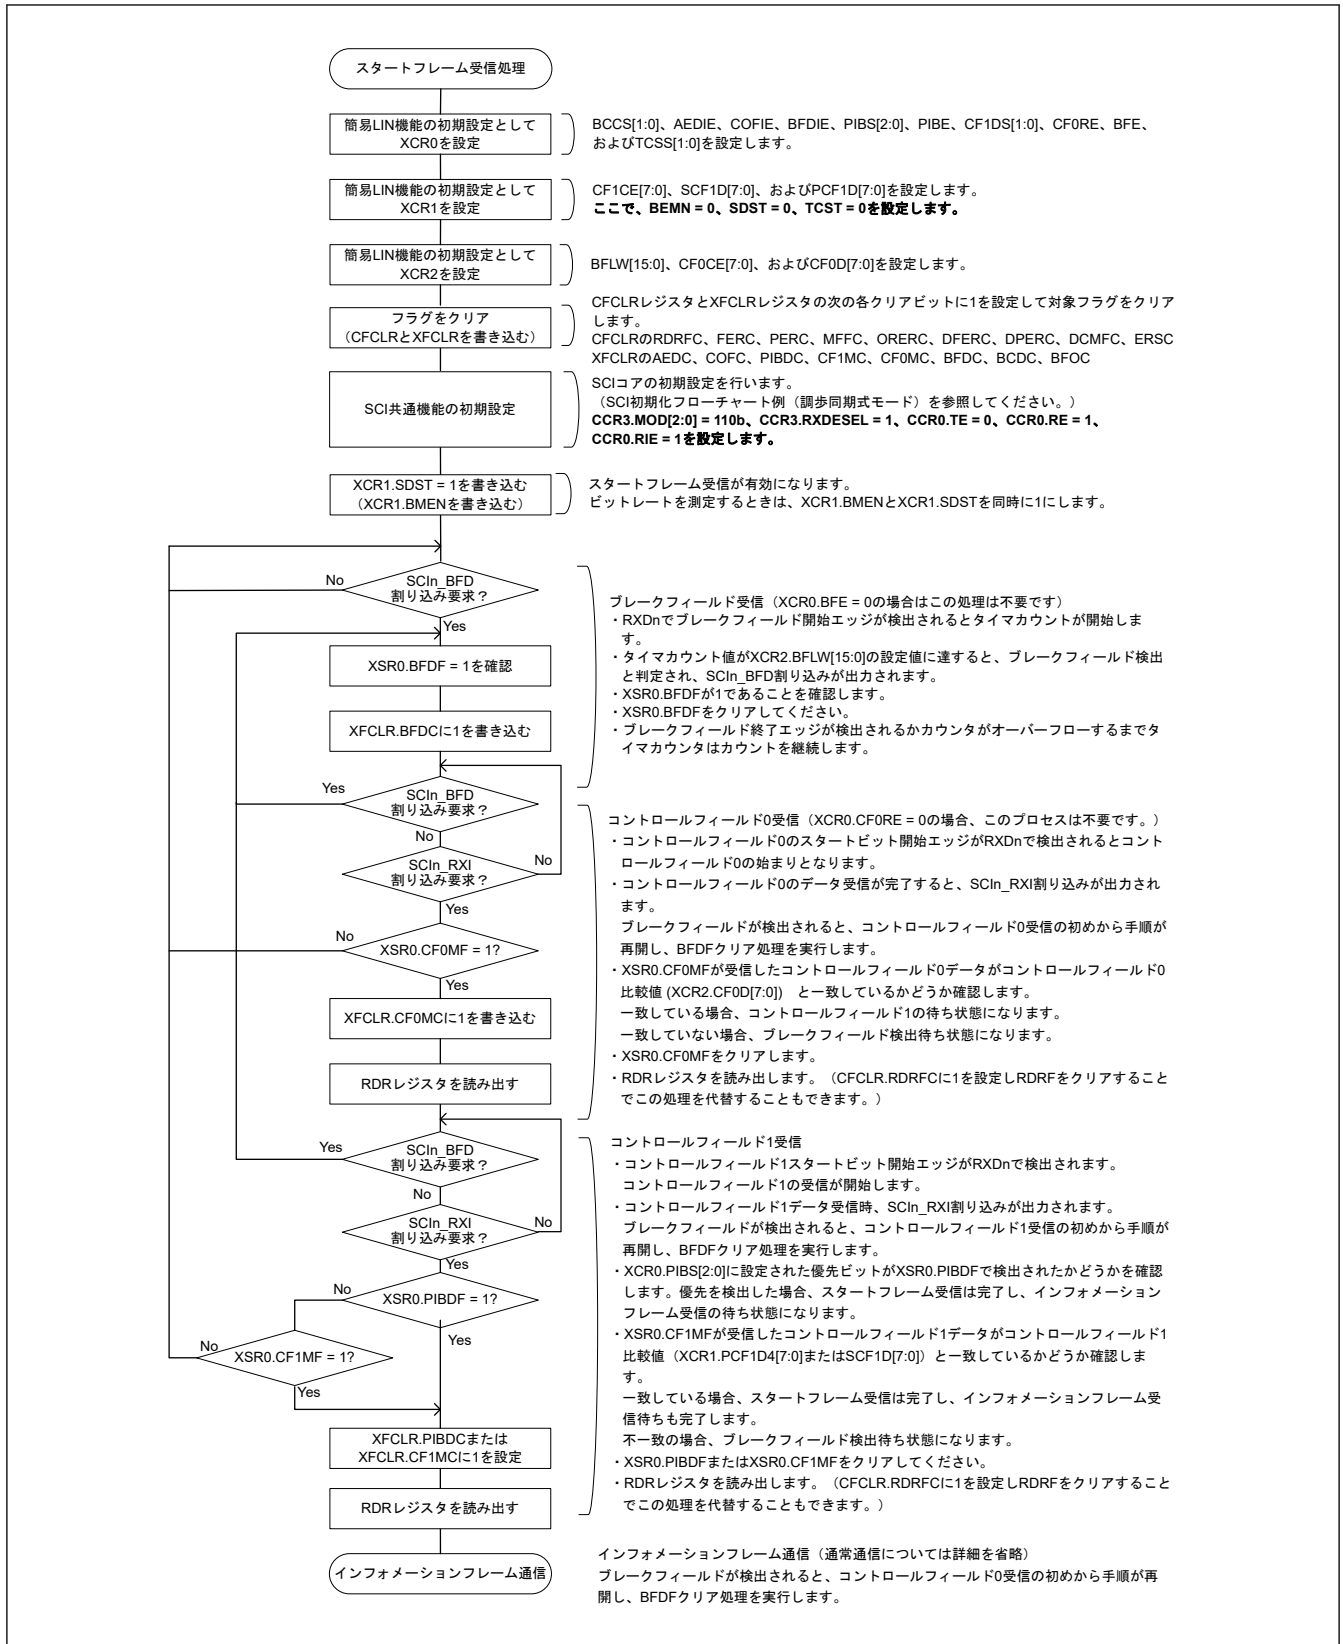 スタートフレーム受信処理
簡易LIN機能の初期設定として
XCR0を設定
BCCS[1:0]、AEDIE、COFIE、BFDIE、PIBS[2:0]、PIBE、CF1DS[1:0]、CF0RE、BFE、
およびTCSS[1:0]を設定します。
簡易LIN機能の初期設定として
XCR1を設定
CF1CE[7:0]、SCF1D[7:0]、およびPCF1D[7:0]を設定します。
ここで、BEMN = 0、SDST = 0、TCST = 0を設定します。
簡易LIN機能の初期設定として
XCR2を設定
BFLW[15:0]、CF0CE[7:0]、およびCF0D[7:0]を設定します。
フラグをクリア
（CFCLRとXFCLRを書き込む）
CFCLRレジスタとXFCLRレジスタの次の各クリアビットに1を設定して対象フラグをクリア
します。
CFCLRのRDRFC、FERC、PERC、MFFC、ORERC、DFERC、DPERC、DCMFC、ERSC
XFCLRのAEDC、COFC、PIBDC、CF1MC、CF0MC、BFDC、BCDC、BFOC
SCI共通機能の初期設定
SCIコアの初期設定を行います。
（SCI初期化フローチャート例（調歩同期式モード）を参照してください。）
CCR3.MOD[2:0] = 110b、CCR3.RXDESEL = 1、CCR0.TE = 0、CCR0.RE = 1、
CCR0.RIE = 1を設定します。
XCR1.SDST = 1を書き込む
（XCR1.BMENを書き込む）
スタートフレーム受信が有効になります。
ビットレートを測定するときは、XCR1.BMENとXCR1.SDSTを同時に1にします。
No
SCIn_BFD
割り込み要求？
Yes
ブレークフィールド受信（XCR0.BFE = 0の場合はこの処理は不要です）
・RXDnでブレークフィールド開始エッジが検出されるとタイマカウントが開始しま
す。
・タイマカウント値がXCR2.BFLW[15:0]の設定値に達すると、ブレークフィールド検出
と判定され、SCIn_BFD割り込みが出力されます。
・XSR0.BFDFが1であることを確認します。
・XSR0.BFDFをクリアしてください。
・ブレークフィールド終了エッジが検出されるかカウンタがオーバーフローするまでタ
イマカウンタはカウントを継続します。
XSR0.BFDF = 1を確認
XFCLR.BFDCに1を書き込む
Yes
SCIn_BFD
割り込み要求？
No
SCIn_RXI
割り込み要求？
No
Yes
No
XSR0.CF0MF = 1?
Yes
XFCLR.CF0MCに1を書き込む
RDRレジスタを読み出す
コントロールフィールド0受信（XCR0.CF0RE = 0の場合、このプロセスは不要です。）
・コントロールフィールド0のスタートビット開始エッジがRXDnで検出されるとコント
ロールフィールド0の始まりとなります。
・コントロールフィールド0のデータ受信が完了すると、SCIn_RXI割り込みが出力され
ます。
ブレークフィールドが検出されると、コントロールフィールド0受信の初めから手順が
再開し、BFDFクリア処理を実行します。
・XSR0.CF0MFが受信したコントロールフィールド0データがコントロールフィールド0
比較値 (XCR2.CF0D[7:0])　と一致しているかどうか確認します。
一致している場合、コントロールフィールド1の待ち状態になります。
一致していない場合、ブレークフィールド検出待ち状態になります。
・XSR0.CF0MFをクリアします。
・RDRレジスタを読み出します。（CFCLR.RDRFCに1を設定しRDRFをクリアすること
でこの処理を代替することもできます。）
Yes
SCIn_BFD
割り込み要求？
No
SCIn_RXI
割り込み要求？
No
Yes
No
XSR0.PIBDF = 1?
Yes
No
XSR0.CF1MF = 1?
Yes
XFCLR.PIBDCまたは
XFCLR.CF1MCに1を設定
RDRレジスタを読み出す
コントロールフィールド1受信
・コントロールフィールド1スタートビット開始エッジがRXDnで検出されます。
コントロールフィールド1の受信が開始します。
・コントロールフィールド1データ受信時、SCIn_RXI割り込みが出力されます。
ブレークフィールドが検出されると、コントロールフィールド1受信の初めから手順が
再開し、BFDFクリア処理を実行します。
・XCR0.PIBS[2:0]に設定された優先ビットがXSR0.PIBDFで検出されたかどうかを確認
します。優先を検出した場合、スタートフレーム受信は完了し、インフォメーション
フレーム受信の待ち状態になります。
・XSR0.CF1MFが受信したコントロールフィールド1データがコントロールフィールド1
比較値（XCR1.PCF1D4[7:0]またはSCF1D[7:0]）と一致しているかどうか確認しま
す。
一致している場合、スタートフレーム受信は完了し、インフォメーションフレーム受
信待ちも完了します。
不一致の場合、ブレークフィールド検出待ち状態になります。
・XSR0.PIBDFまたはXSR0.CF1MFをクリアしてください。
・RDRレジスタを読み出します。（CFCLR.RDRFCに1を設定しRDRFをクリアすること
でこの処理を代替することもできます。）
インフォメーションフレーム通信
インフォメーションフレーム通信（通常通信については詳細を省略）
ブレークフィールドが検出されると、コントロールフィールド0受信の初めから手順が再
開し、BFDFクリア処理を実行します。